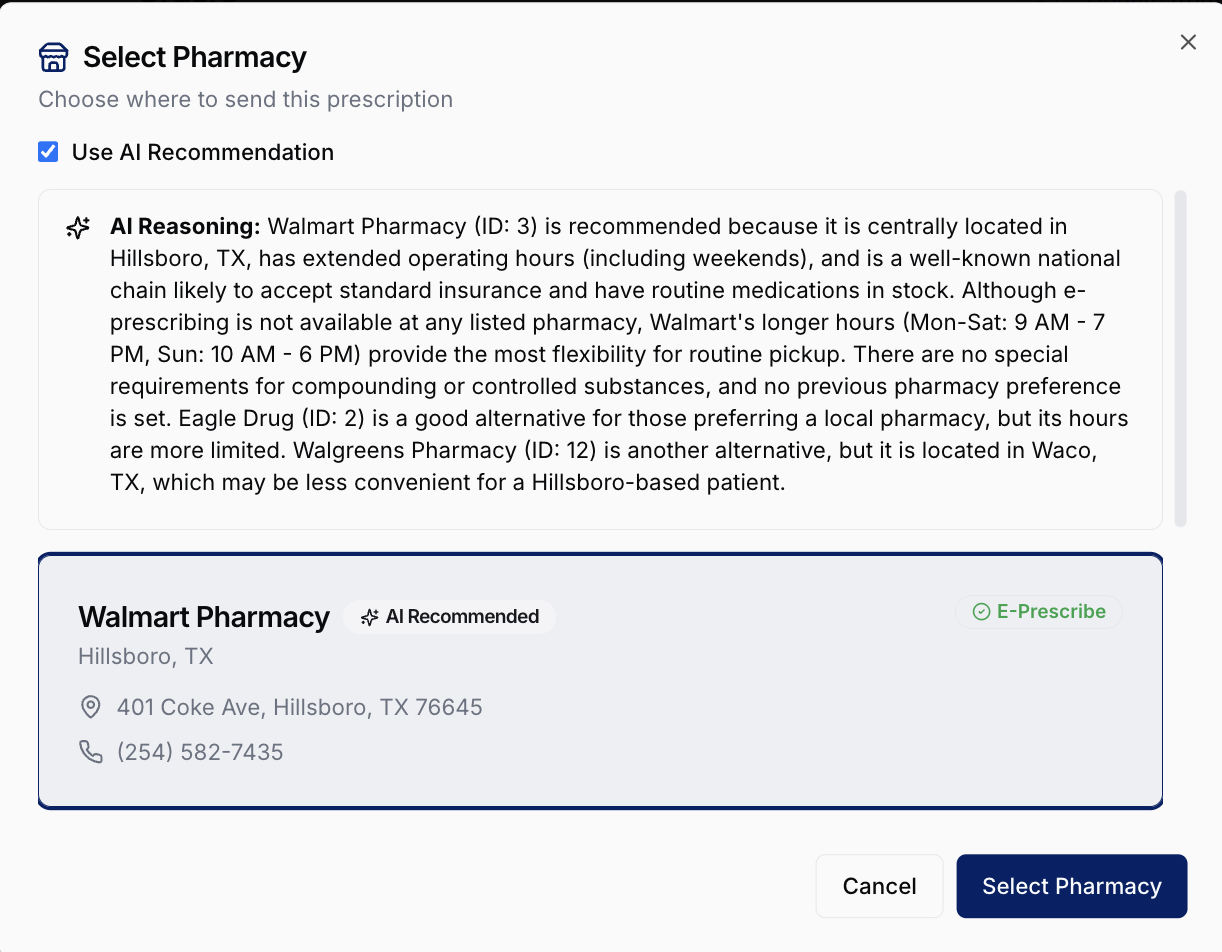 Select Pharmacy
Choose where to send this prescription
Use AI Recommendation
AI Reasoning: Walmart Pharmacy (ID: 3) is recommended because it is centrally located in
Hillsboro, TX, has extended operating hours (including weekends), and is a well-known national
chain likely to accept standard insurance and have routine medications in stock. Although e-
prescribing is not available at any listed pharmacy, Walmart's longer hours (Mon-Sat: 9 AM - 7
PM, Sun: 10 AM - 6 PM) provide the most flexibility for routine pickup. There are no special
requirements for compounding or controlled substances, and no previous pharmacy preference
is set. Eagle Drug (ID: 2) is a good alternative for those preferring a local pharmacy, but its hours
are more limited. Walgreens Pharmacy (ID: 12) is another alternative, but it is located in Waco,
TX, which may be less convenient for a Hillsboro-based patient.
Walmart Pharmacy AI Recommended E-Prescribe
Hillsboro, TX
401 Coke Ave, Hillsboro, TX 76645
(254) 582-7435
Cancel Select Pharmacy